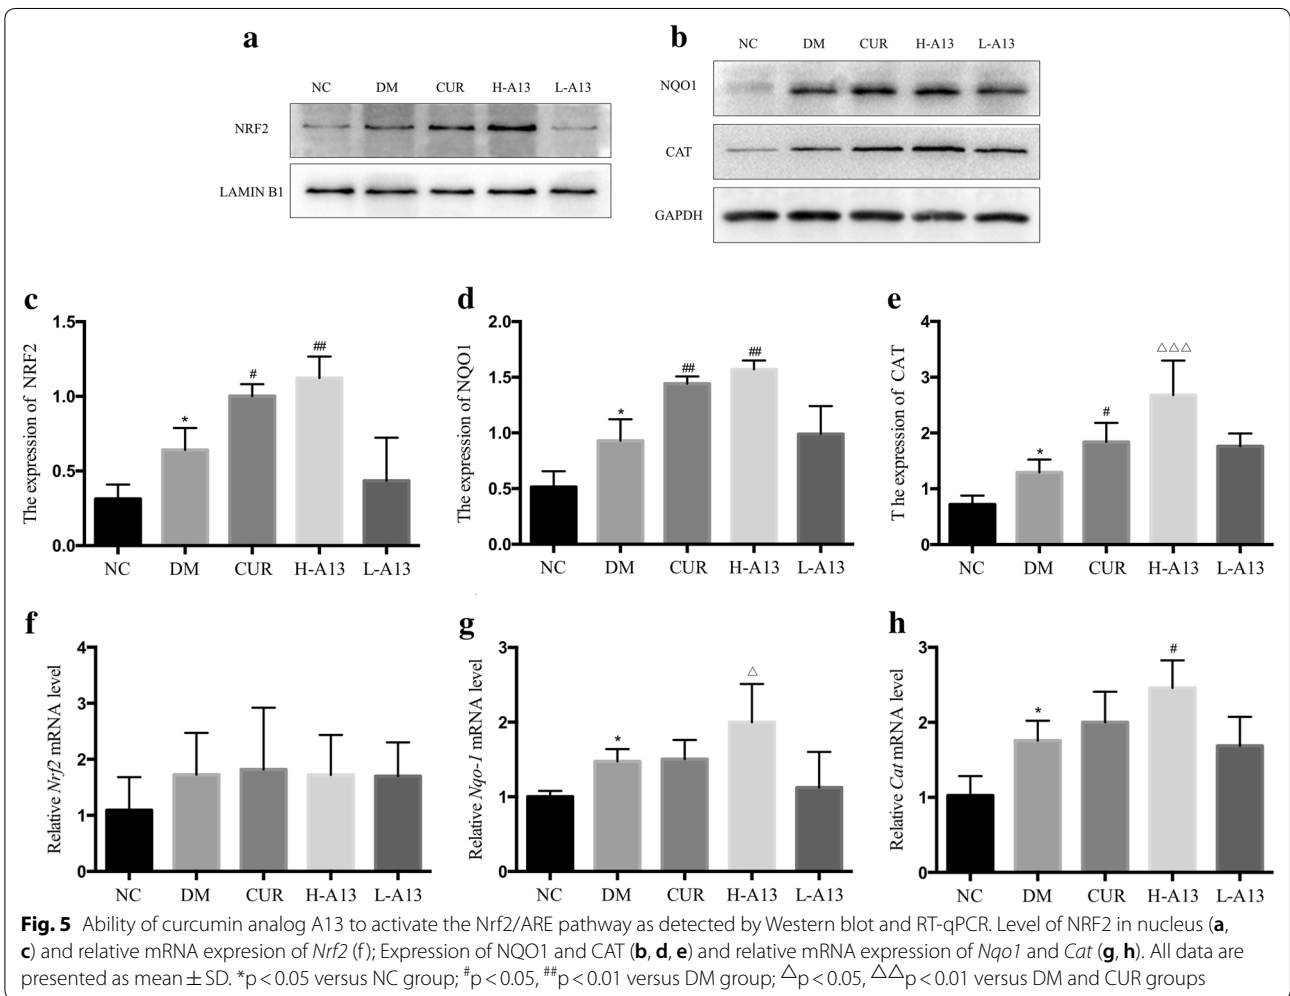 a
NC DM CUR H-A13 L-A13
NRF2
LAMIN B1
b
NC DM CUR H-A13 L-A13
NQO1
CAT
GAPDH
c
The expression of NRF2
1.5
1.0
0.5
0.0
* # ##
NC DM CUR H-A13 L-A13
d
The expression of NQO1
2.0
1.5
1.0
0.5
0.0
* ## ##
NC DM CUR H-A13 L-A13
e
T he expression of CAT
4
3
2
1
0
* # △△△
NC DM CUR H-A13 L-A13
f
Relative Nrf2 mRNA level
4
3
2
1
0
NC DM CUR H-A13 L-A13
g
Relative Nqo-1 mRNA level
3
2
1
0
* △
NC DM CUR H-A13 L-A13
h
Relative Cat mRNA level
3
2
1
0
* #
NC DM CUR H-A13 L-A13
Fig. 5 Ability of curcumin analog A13 to activate the Nrf2/ARE pathway as detected by Western blot and RT-qPCR. Level of NRF2 in nucleus (a,
c) and relative mRNA expresion of Nrf2 (f); Expression of NQO1 and CAT (b, d, e) and relative mRNA expression of Nqo1 and Cat (g, h). All data are
presented as mean ± SD. *p < 0.05 versus NC group; #p < 0.05, ##p < 0.01 versus DM group; △p < 0.05, △△p < 0.01 versus DM and CUR groups